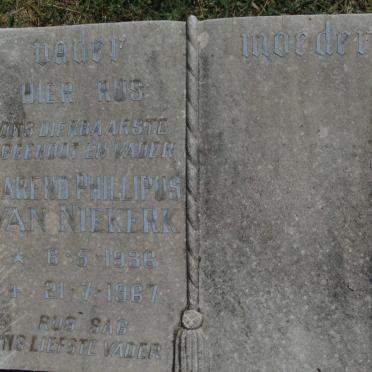 vader
moeder
HIER RUS
ONS DIERBAARSTE
EGGENOOT EN VADER
BAREND PHILLIPUS
VAN NIEKERK
* 6·5·1936
† 21·7·1967
RUS SAG
ONS LIEFSTE VADER